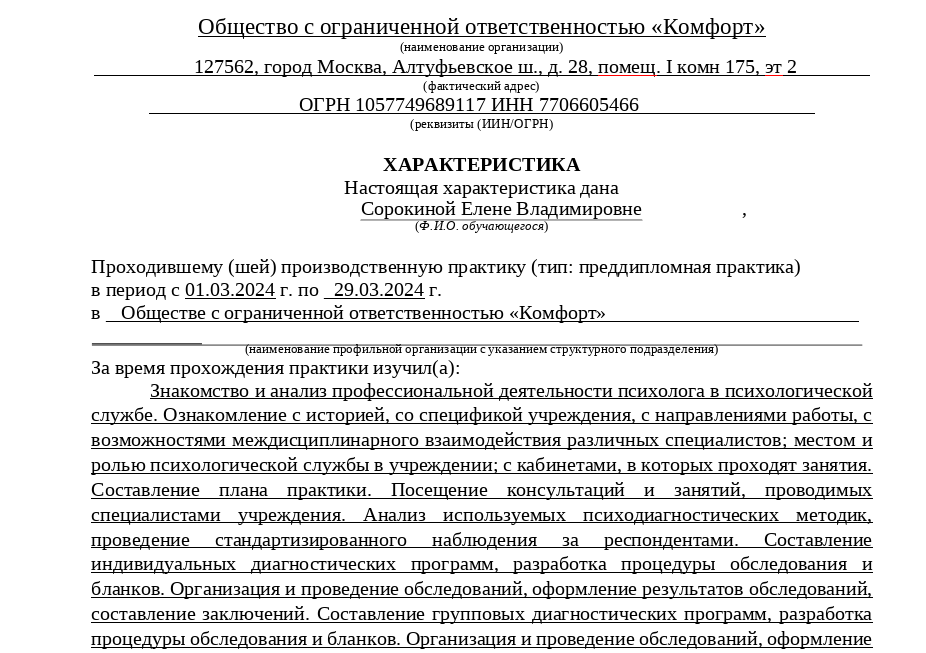 Общество с ограниченной ответственностью «Комфорт»
(наименование организации)
127562, город Москва, Алтуфьевское ш., д. 28, помещ. I комн 175, эт 2
(фактический адрес)
ОГРН 1057749689117 ИНН 7706605466
(реквизиты (ИИН/ОГРН)
ХАРАКТЕРИСТИКА
Настоящая характеристика дана
Сорокиной Елене Владимировне ,
(Ф.И.О. обучающегося)
Проходившему (шей) производственную практику (тип: преддипломная практика)
в период с 01.03.2024 г. по 29.03.2024 г.
в Обществе с ограниченной ответственностью «Комфорт»
(наименование профильной организации с указанием структурного подразделения)
За время прохождения практики изучил(а):
Знакомство и анализ профессиональной деятельности психолога в психологической
службе. Ознакомление с историей, со спецификой учреждения, с направлениями работы, с
возможностями междисциплинарного взаимодействия различных специалистов; местом и
ролью психологической службы в учреждении; с кабинетами, в которых проходят занятия.
Составление плана практики. Посещение консультаций и занятий, проводимых
специалистами учреждения. Анализ используемых психодиагностических методик,
проведение стандартизированного наблюдения за респондентами. Составление
индивидуальных диагностических программ, разработка процедуры обследования и
бланков. Организация и проведение обследований, оформление результатов обследований,
составление заключений. Составление групповых диагностических программ, разработка
процедуры обследования и бланков. Организация и проведение обследований, оформление